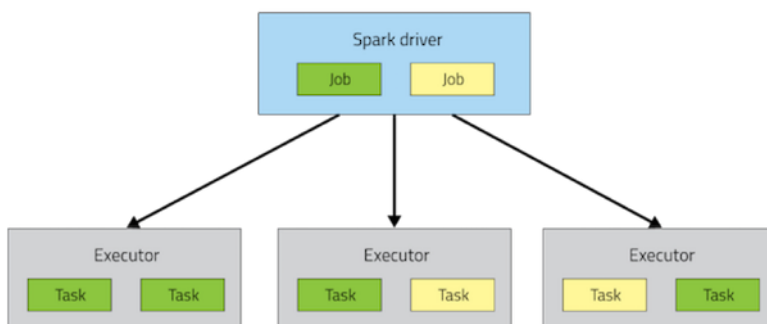 Spark driver
Job Job
Executor Executor Executor
Task Task Task Task Task Task